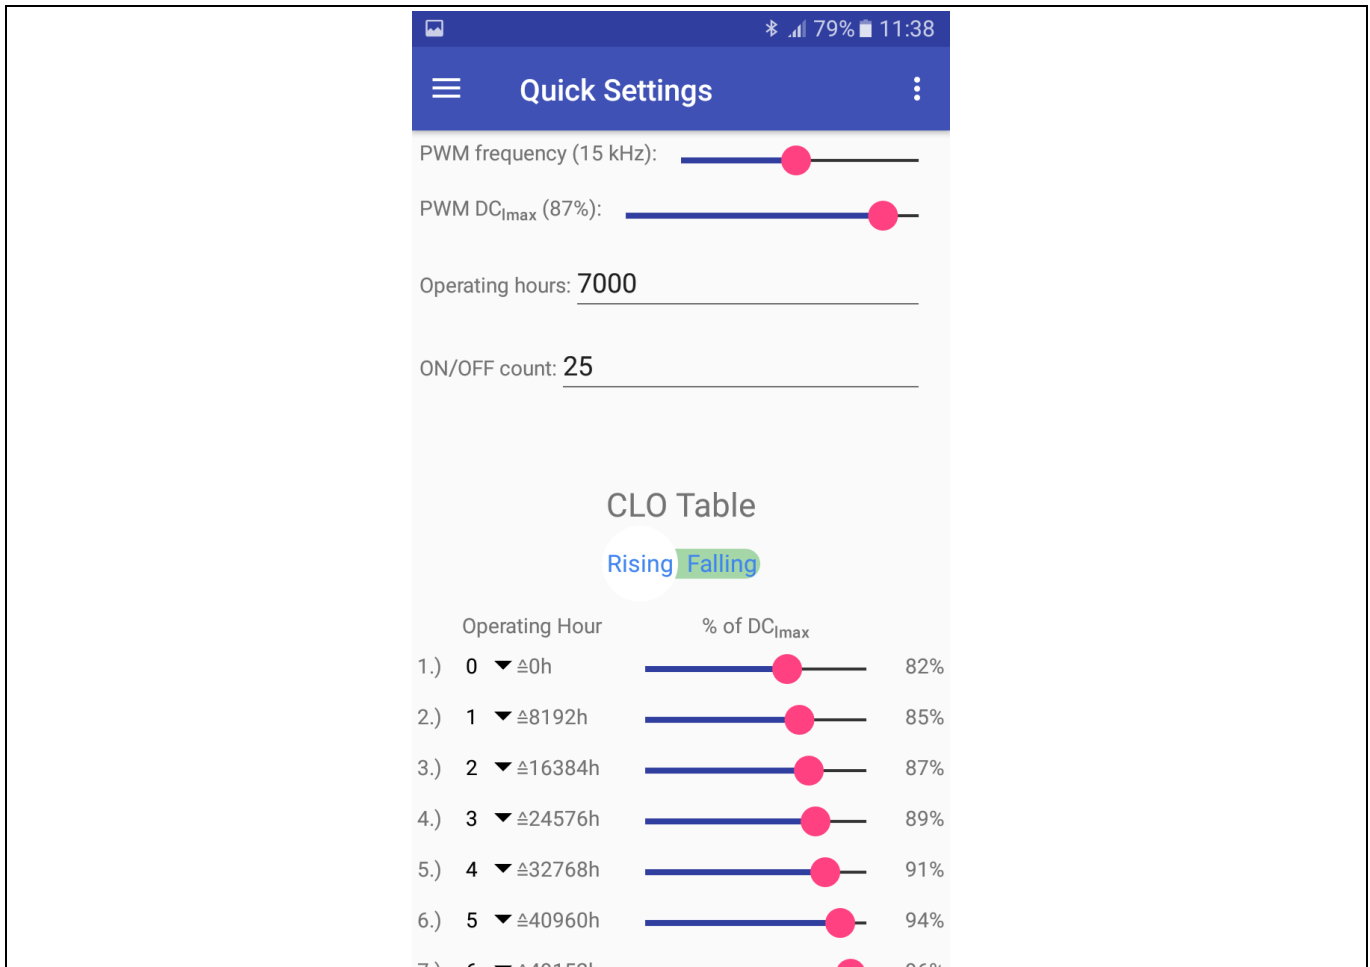 79% 11:38
Quick Settings
PWM frequency (15 kHz):
PWM DCImax (87%):
Operating hours: 7000
ON/OFF count: 25
CLO Table
Rising Falling
Operating Hour % of DCImax
1.) 0 ≙0h 82%
2.) 1 ≙8192h 85%
3.) 2 ≙16384h 87%
4.) 3 ≙24576h 89%
5.) 4 ≙32768h 91%
6.) 5 ≙40960h 94%